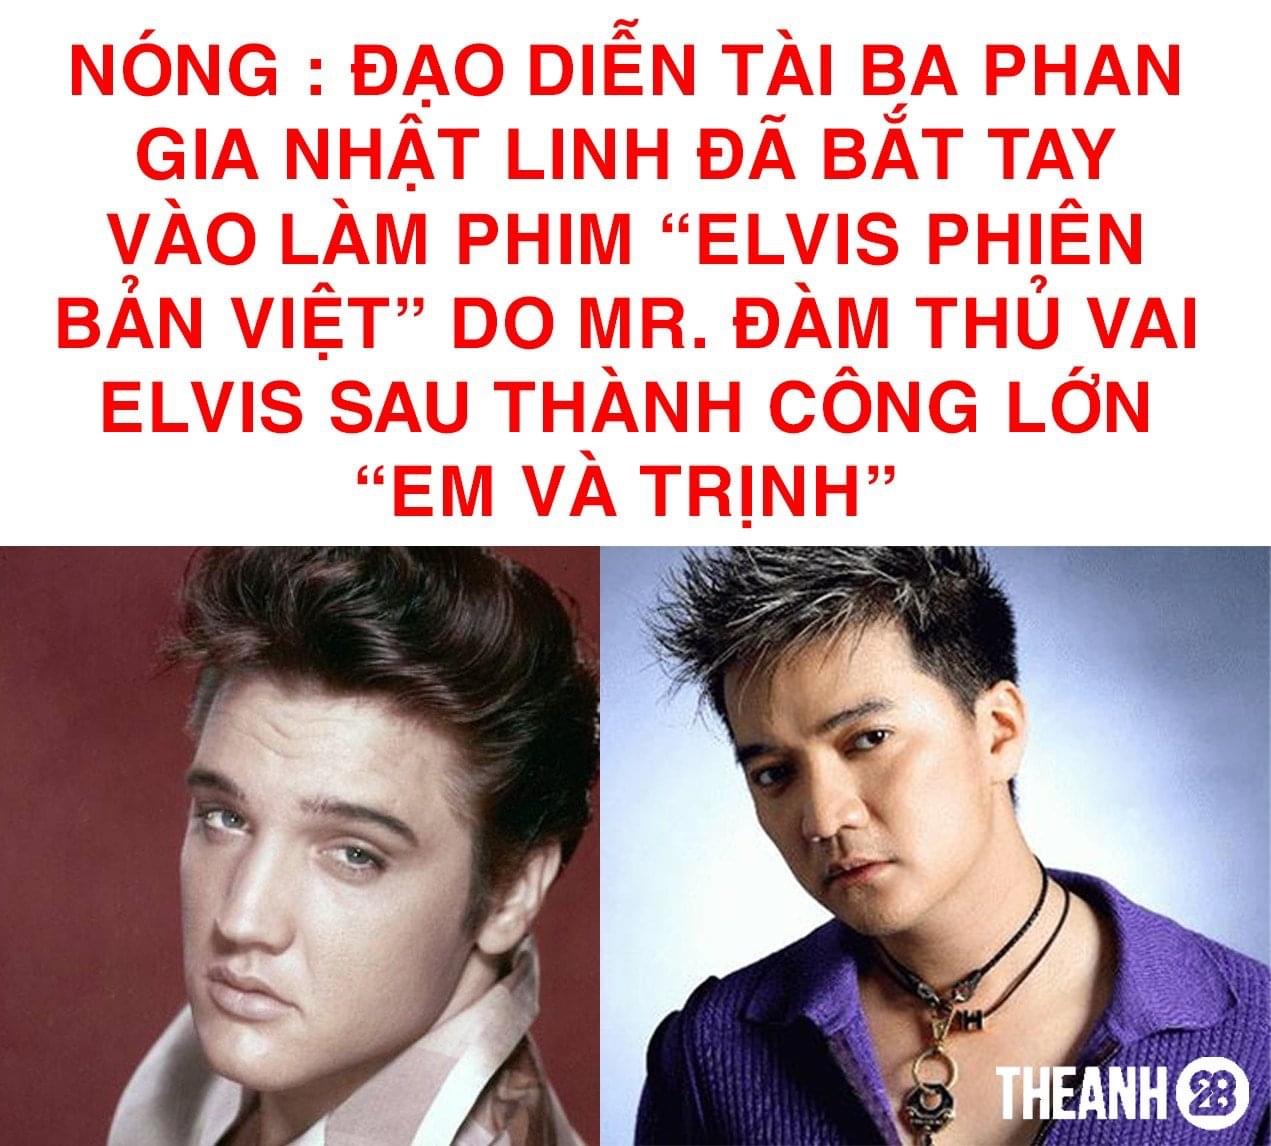 NÓNG : ĐẠO DIỄN TÀI BA PHAN
GIA NHẬT LINH ĐÃ BẮT TAY
VÀO LÀM PHIM “ELVIS PHIÊN
BẢN VIỆT” DO MR. ĐÀM THỦ VAI
ELVIS SAU THÀNH CÔNG LỚN
“EM VÀ TRỊNH”
H
THEANH 28